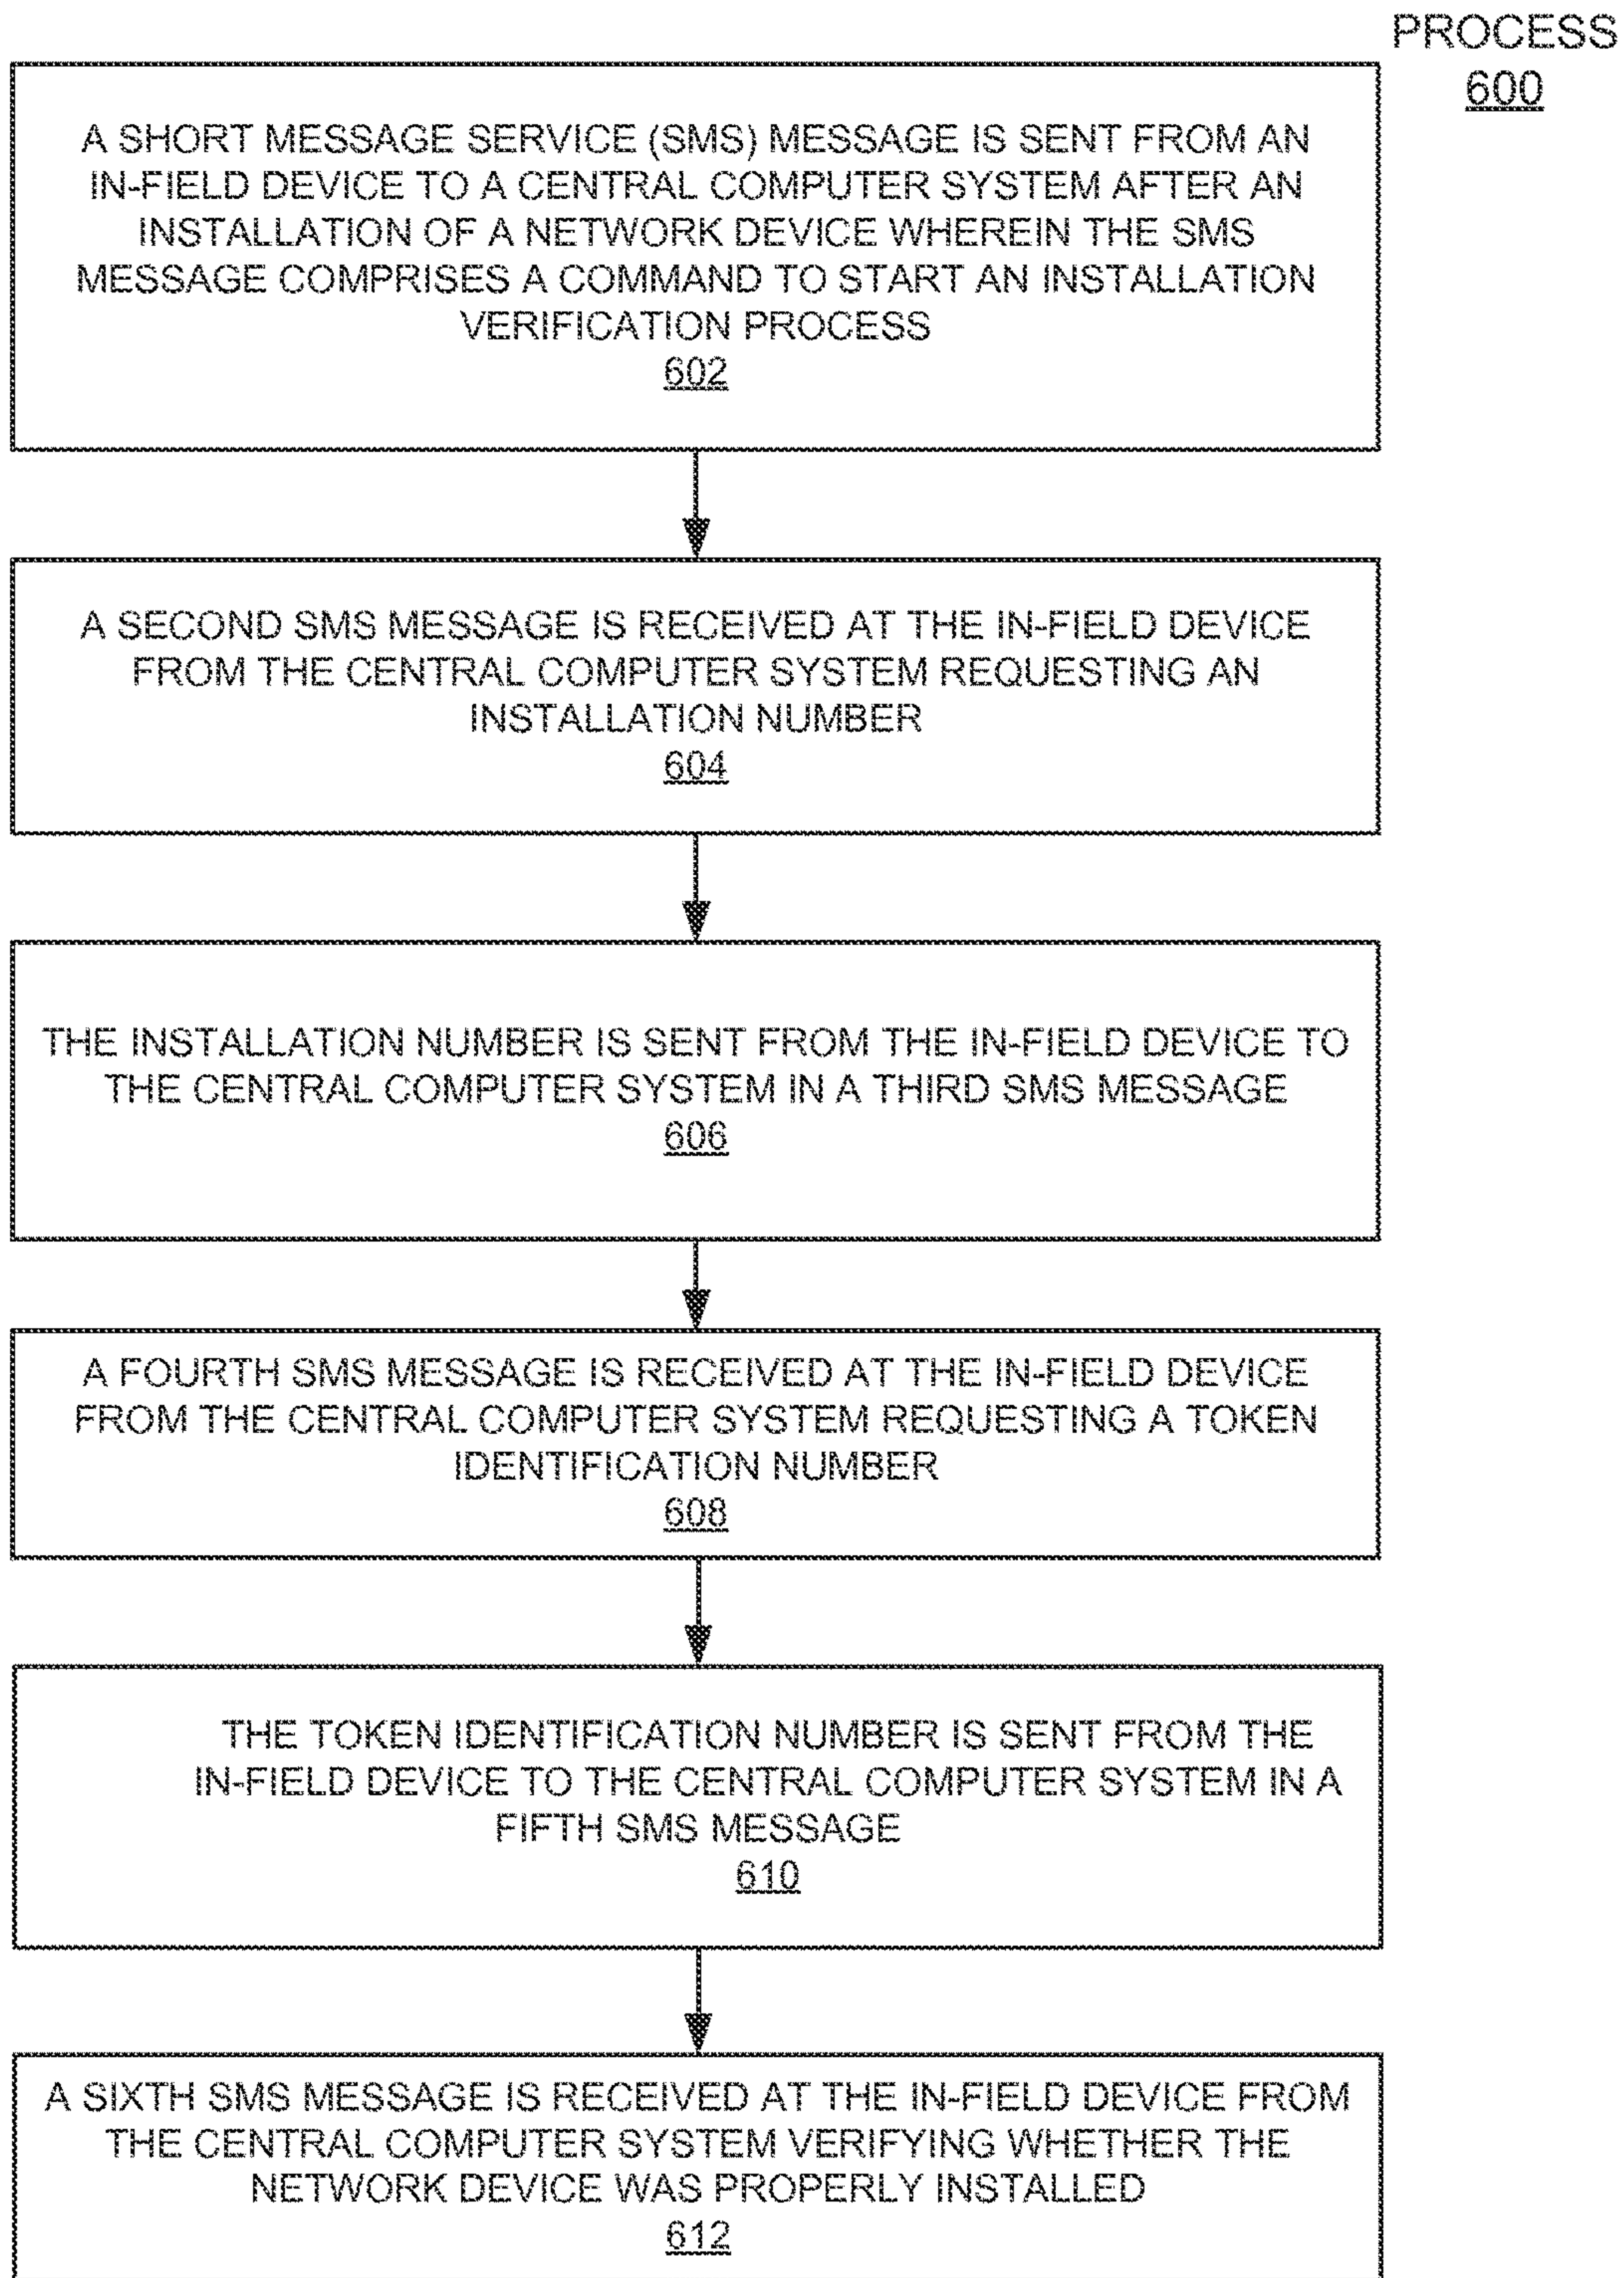 PROCESS
600
A SHORT MESSAGE SERVICE (SMS) MESSAGE IS SENT FROM AN
IN-FIELD DEVICE TO A CENTRAL COMPUTER SYSTEM AFTER AN
INSTALLATION OF A NETWORK DEVICE WHEREIN THE SMS
MESSAGE COMPRISES A COMMAND TO START AN INSTALLATION
VERIFICATION PROCESS
602
A SECOND SMS MESSAGE IS RECEIVED AT THE IN-FIELD DEVICE
FROM THE CENTRAL COMPUTER SYSTEM REQUESTING AN
INSTALLATION NUMBER
604
THE INSTALLATION NUMBER IS SENT FROM THE IN-FIELD DEVICE TO
THE CENTRAL COMPUTER SYSTEM IN A THIRD SMS MESSAGE
606
A FOURTH SMS MESSAGE IS RECEIVED AT THE IN-FIELD DEVICE
FROM THE CENTRAL COMPUTER SYSTEM REQUESTING A TOKEN
IDENTIFICATION NUMBER
608
THE TOKEN IDENTIFICATION NUMBER IS SENT FROM THE
IN-FIELD DEVICE TO THE CENTRAL COMPUTER SYSTEM IN A
FIFTH SMS MESSAGE
610
A SIXTH SMS MESSAGE IS RECEIVED AT THE IN-FIELD DEVICE FROM
THE CENTRAL COMPUTER SYSTEM VERIFYING WHETHER THE
NETWORK DEVICE WAS PROPERLY INSTALLED
612